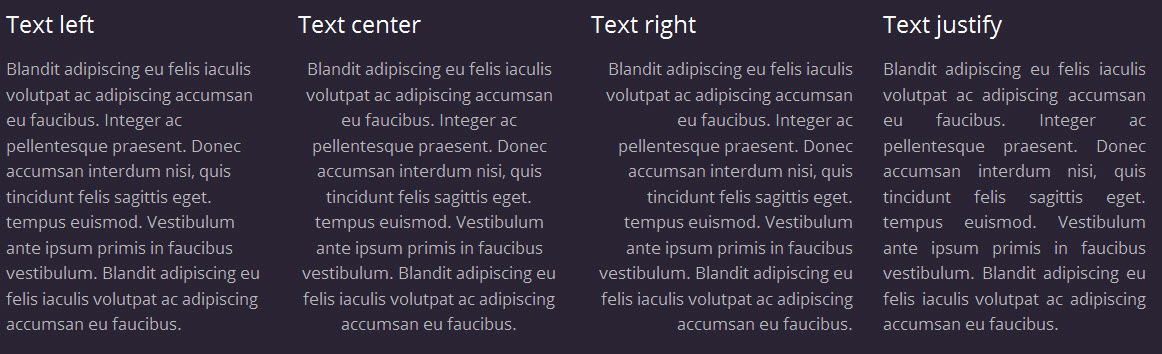 Text left
Blandit adipiscing eu felis iaculis
volutpat ac adipiscing accumsan
eu faucibus. Integer ac
pellentesque praesent. Donec
accumsan interdum nisi, quis
tincidunt felis sagittis eget.
tempus euismod. Vestibulum
ante ipsum primis in faucibus
vestibulum. Blandit adipiscing eu
felis iaculis volutpat ac adipiscing
accumsan eu faucibus.
Text center
Blandit adipiscing eu felis iaculis
volutpat ac adipiscing accumsan
eu faucibus. Integer ac
pellentesque praesent. Donec
accumsan interdum nisi, quis
tincidunt felis sagittis eget.
tempus euismod. Vestibulum
ante ipsum primis in faucibus
vestibulum. Blandit adipiscing eu
felis iaculis volutpat ac adipiscing
accumsan eu faucibus.
Text right
Blandit adipiscing eu felis iaculis
volutpat ac adipiscing accumsan
eu faucibus. Integer ac
pellentesque praesent. Donec
accumsan interdum nisi, quis
tincidunt felis sagittis eget.
tempus euismod. Vestibulum
ante ipsum primis in faucibus
vestibulum. Blandit adipiscing eu
felis iaculis volutpat ac adipiscing
accumsan eu faucibus.
Text justify
Blandit adipiscing eu felis iaculis
volutpat ac adipiscing accumsan
eu faucibus. Integer ac
pellentesque praesent. Donec
accumsan interdum nisi, quis
tincidunt felis sagittis eget.
tempus euismod. Vestibulum
ante ipsum primis in faucibus
vestibulum. Blandit adipiscing eu
felis iaculis volutpat ac adipiscing
accumsan eu faucibus.